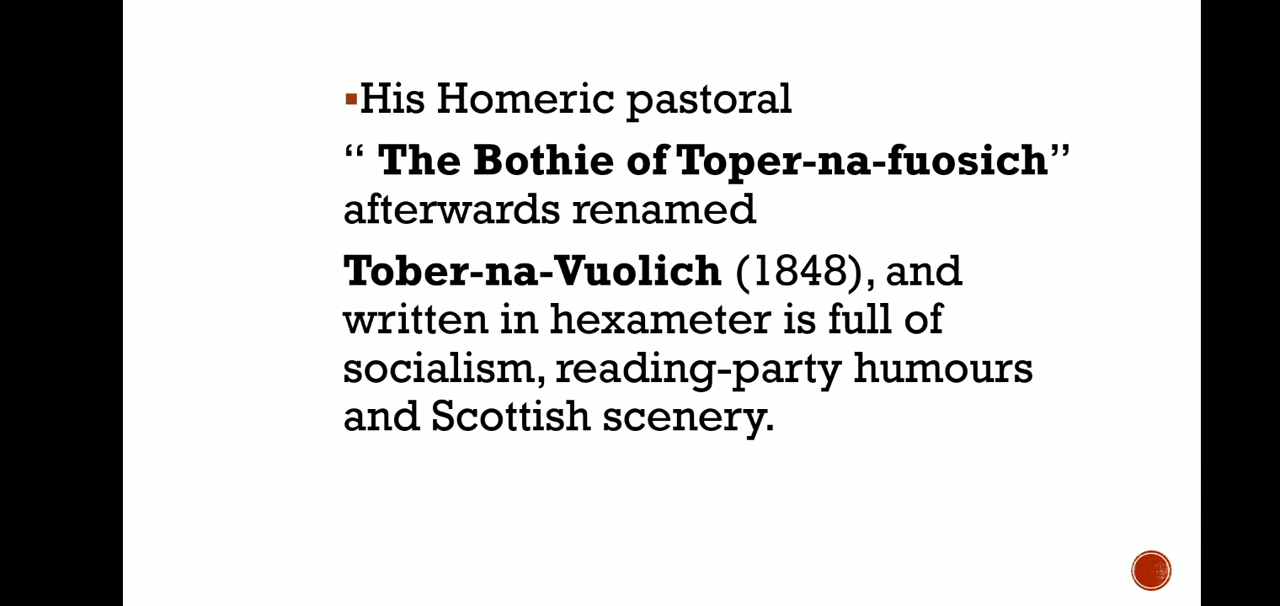 ▪His Homeric pastoral
“ The Bothie of Toper-na-fuosich”
afterwards renamed
Tober-na-Vuolich (1848), and
written in hexameter is full of
socialism, reading-party humours
and Scottish scenery.